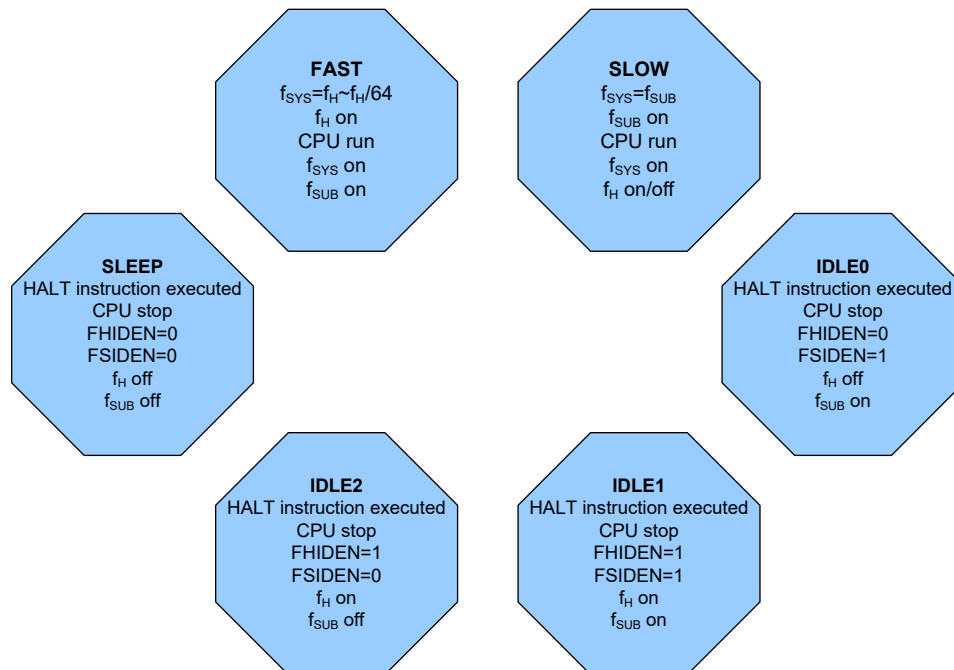 FAST
fSYS=fH~fH/64
fH on
CPU run
fSYS on
fSUB on
SLOW
fSYS=fSUB
fSUB on
CPU run
fSYS on
fH on/off
SLEEP
HALT instruction executed
CPU stop
FHIDEN=0
FSIDEN=0
fH off
fSUB off
IDLE0
HALT instruction executed
CPU stop
FHIDEN=0
FSIDEN=1
fH off
fSUB on
IDLE2
HALT instruction executed
CPU stop
FHIDEN=1
FSIDEN=0
fH on
fSUB off
IDLE1
HALT instruction executed
CPU stop
FHIDEN=1
FSIDEN=1
fH on
fSUB on